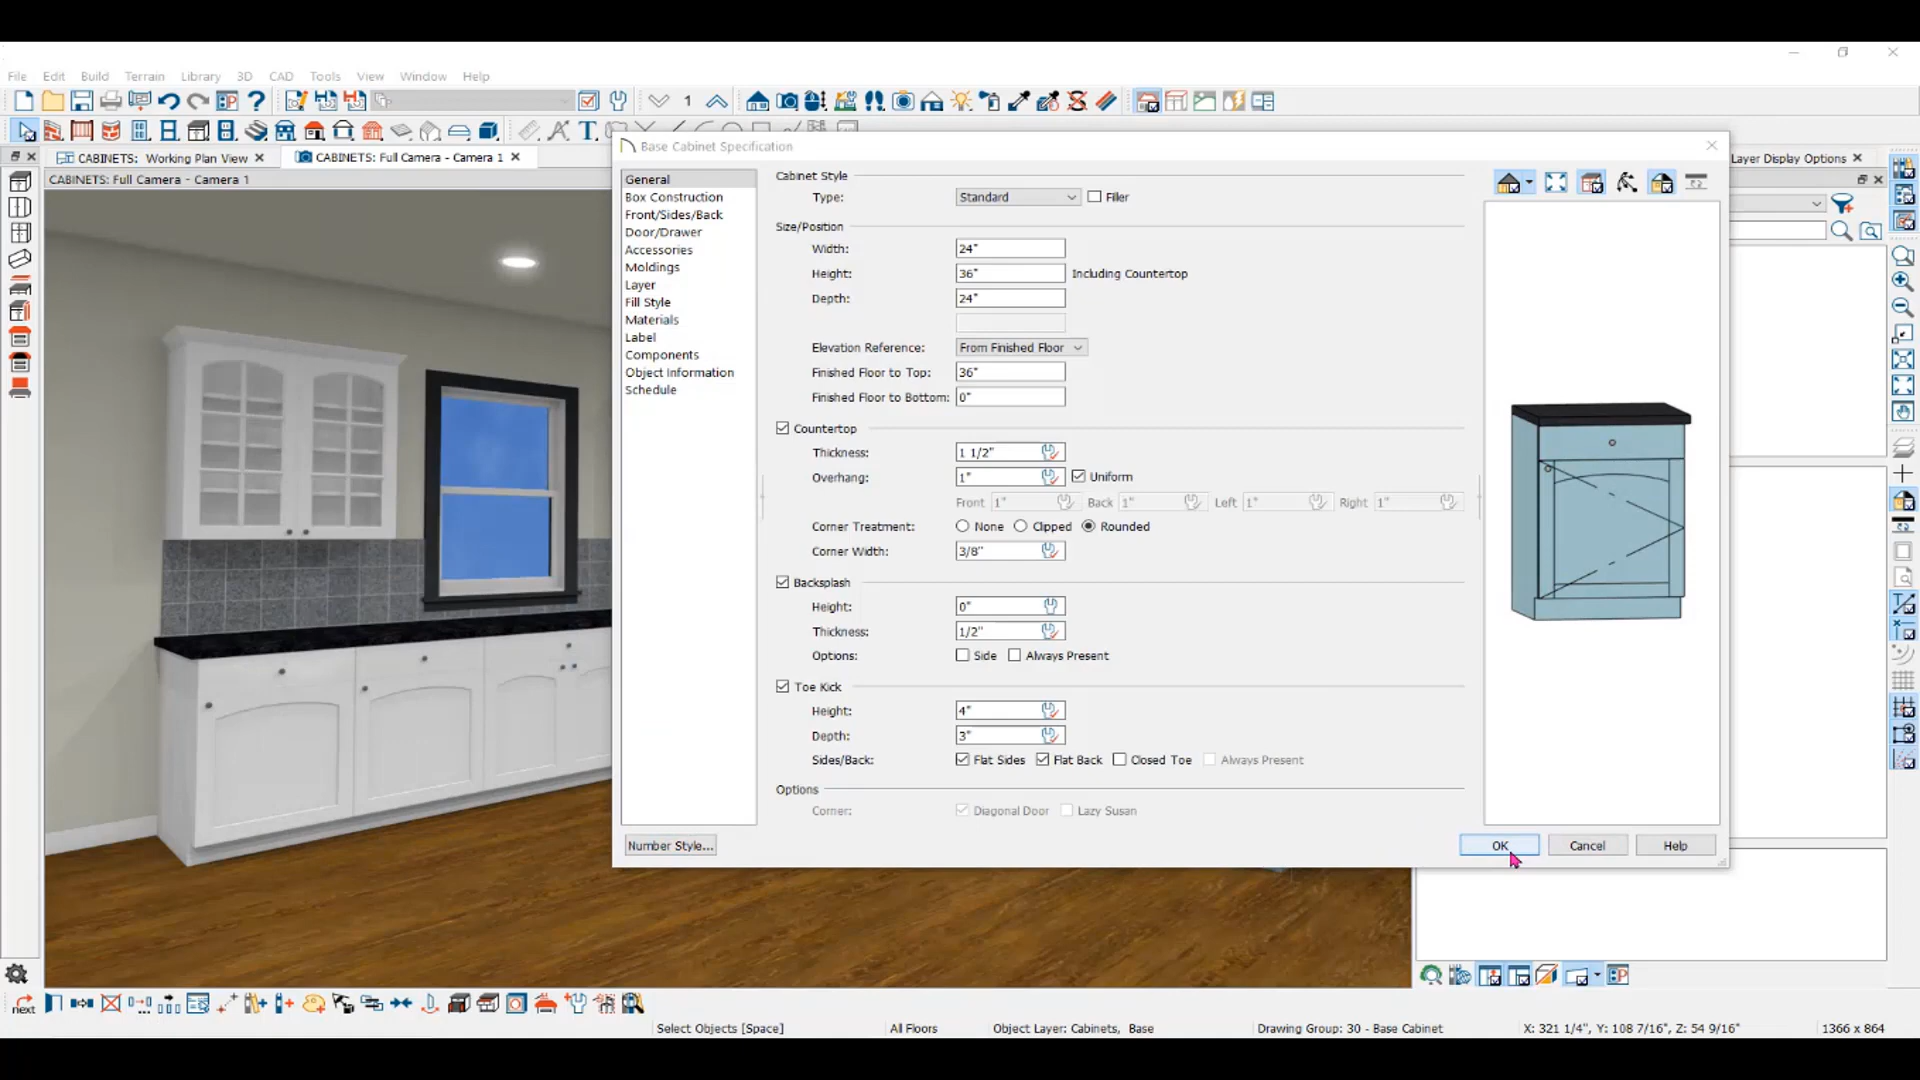 File Edit Build Terrain Library 3D CAD Tools View Window Help
1
CABINETS: Working Plan View
CABINETS: Full Camera - Camera 1
Layer Display Options
CABINETS: Full Camera - Camera 1
Base Cabinet Specification
General
Box Construction
Front/Sides/Back
Door/Drawer
Accessories
Moldings
Layer
Fill Style
Materials
Label
Components
Object Information
Schedule
Cabinet Style
Type: Standard Filler
Size/Position
Width: 24"
Height: 36" Including Countertop
Depth: 24"
Elevation Reference: From Finished Floor
Finished Floor to Top: 36"
Finished Floor to Bottom: 0"
Countertop
Thickness: 1 1/2"
Overhang: 1" Uniform
Front 1" Back 1" Left 1" Right 1"
Corner Treatment: None Clipped Rounded
Corner Width: 3/8"
Backsplash
Height: 0"
Thickness: 1/2"
Options: Side Always Present
Toe Kick
Height: 4"
Depth: 3"
Sides/Back: Flat Sides Flat Back Closed Toe Always Present
Options
Corner: Diagonal Door Lazy Susan
Number Style... OK Cancel Help
next
Select Objects [Space] All Floors Object Layer: Cabinets, Base Drawing Group: 30 - Base Cabinet X: 321 1/4", Y: 108 7/16", Z: 54 9/16" 1366 x 864